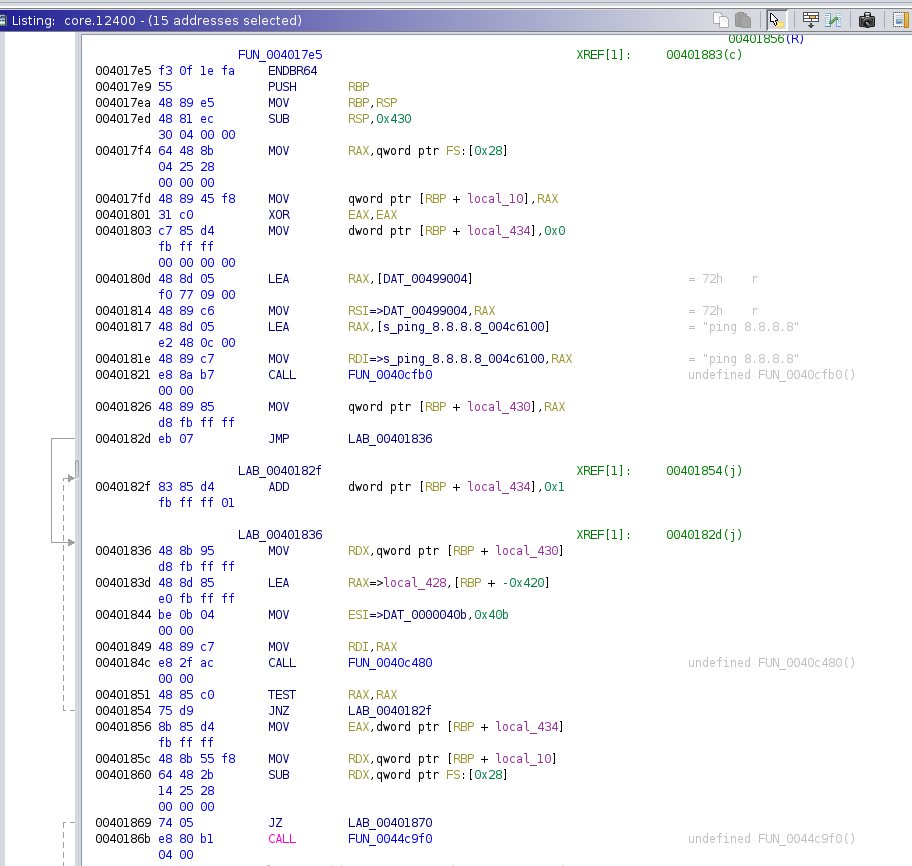 Listing: core.12400 - (15 addresses selected)
00401856(R)
FUN_004017e5 XREF[1]: 00401883(c)
004017e5 f3 0f 1e fa ENDBR64
004017e9 55 PUSH RBP
004017ea 48 89 e5 MOV RBP,RSP
004017ed 48 81 ec SUB RSP,0x430
30 04 00 00
004017f4 64 48 8b MOV RAX,qword ptr FS:[0x28]
04 25 28
00 00 00
004017fd 48 89 45 f8 MOV qword ptr [RBP + local_10],RAX
00401801 31 c0 XOR EAX,EAX
00401803 c7 85 d4 MOV dword ptr [RBP + local_434],0x0
fb ff ff
00 00 00 00
0040180d 48 8d 05 LEA RAX,[DAT_00499004] = 72h r
f0 77 09 00
00401814 48 89 c6 MOV RSI=>DAT_00499004,RAX = 72h r
00401817 48 8d 05 LEA RAX,[s_ping_8.8.8.8_004c6100] = "ping 8.8.8.8"
e2 48 0c 00
0040181e 48 89 c7 MOV RDI=>s_ping_8.8.8.8_004c6100,RAX = "ping 8.8.8.8"
00401821 e8 8a b7 CALL FUN_0040cfb0 undefined FUN_0040cfb0()
00 00
00401826 48 89 85 MOV qword ptr [RBP + local_430],RAX
d8 fb ff ff
0040182d eb 07 JMP LAB_00401836
LAB_0040182f XREF[1]: 00401854(j)
0040182f 83 85 d4 ADD dword ptr [RBP + local_434],0x1
fb ff ff 01
LAB_00401836 XREF[1]: 0040182d(j)
00401836 48 8b 95 MOV RDX,qword ptr [RBP + local_430]
d8 fb ff ff
0040183d 48 8d 85 LEA RAX=>local_428,[RBP + -0x420]
e0 fb ff ff
00401844 be 0b 04 MOV ESI=>DAT_0000040b,0x40b
00 00
00401849 48 89 c7 MOV RDI,RAX
0040184c e8 2f ac CALL FUN_0040c480 undefined FUN_0040c480()
00 00
00401851 48 85 c0 TEST RAX,RAX
00401854 75 d9 JNZ LAB_0040182f
00401856 8b 85 d4 MOV EAX,dword ptr [RBP + local_434]
fb ff ff
0040185c 48 8b 55 f8 MOV RDX,qword ptr [RBP + local_10]
00401860 64 48 2b SUB RDX,qword ptr FS:[0x28]
14 25 28
00 00 00
00401869 74 05 JZ LAB_00401870
0040186b e8 80 b1 CALL FUN_0044c9f0 undefined FUN_0044c9f0()
04 00